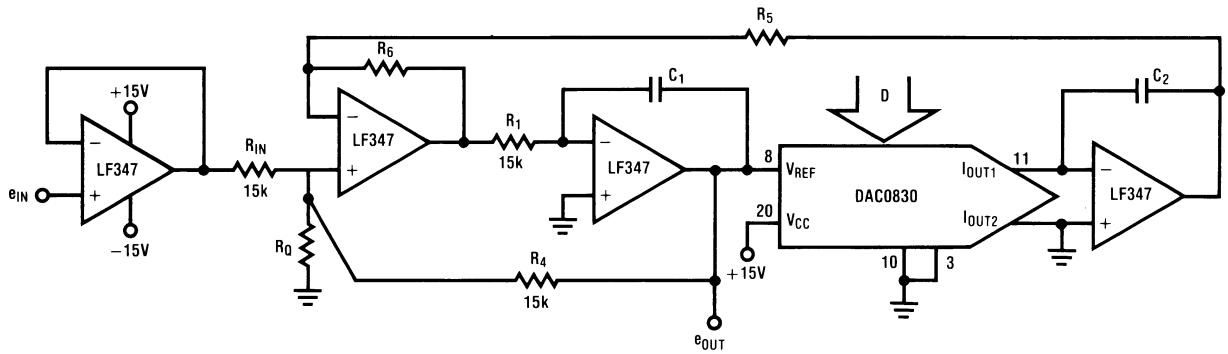 R5
R6
C1
C2
D
+15V
LF347
−
+
eIN
−15V
RIN
15k
−
+
LF347
R1
15k
−
+
LF347
8
VREF
DAC0830
IOUT1
11
20
VCC
IOUT2
+15V
10
3
−
+
LF347
RQ
R4
15k
eOUT